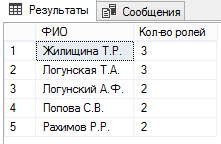 Результаты Сообщения
ФИО Кол-во ролей
1 Жилищина Т.Р. 3
2 Логунская Т.А. 3
3 Логунский А.Ф. 2
4 Попова С.В. 2
5 Рахимов Р.Р. 2